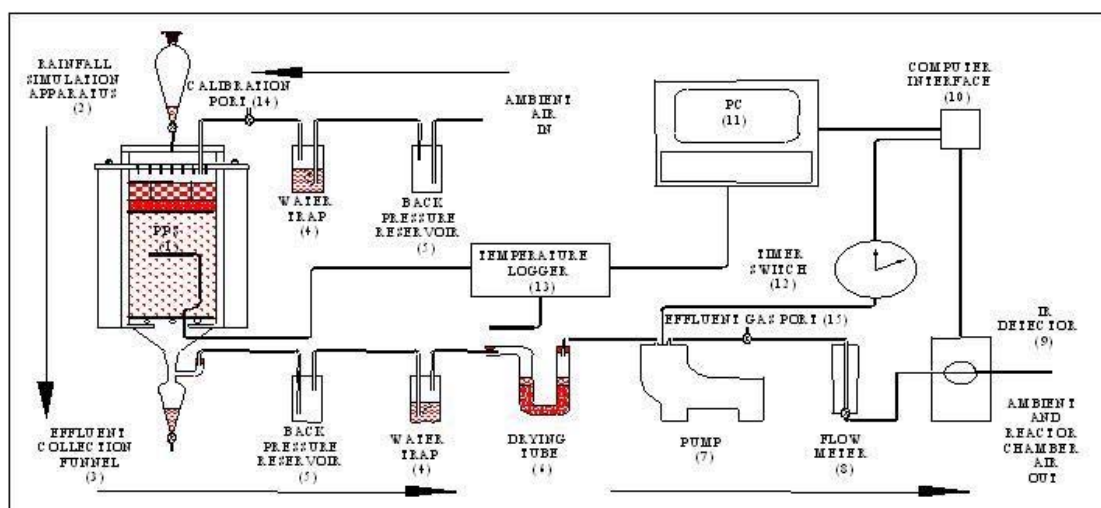 RAINFALL
SIMULATION
APPARATUS
(2)
CALIBRATION
PORT (14)
AMBIENT
AIR
IN
WATER
TRAP
(4)
BACK
PRESSURE
RESERVOIR
(5)
PC
(11)
COMPUTER
INTERFACE
(10)
PPS
(1)
TEMPERATURE
LOGGER
(13)
TIMER
SWITCH
(12)
EFFLUENT GAS PORT (15)
IR
DETECTOR
(9)
EFFLUENT
COLLECTION
FUNNEL
(3)
BACK
PRESSURE
RESERVOIR
(5)
WATER
TRAP
(4)
DRYING
TUBE
(6)
PUMP
(7)
FLOW
METER
(8)
AMBIENT
AND
REACTOR
CHAMBER
AIR
OUT